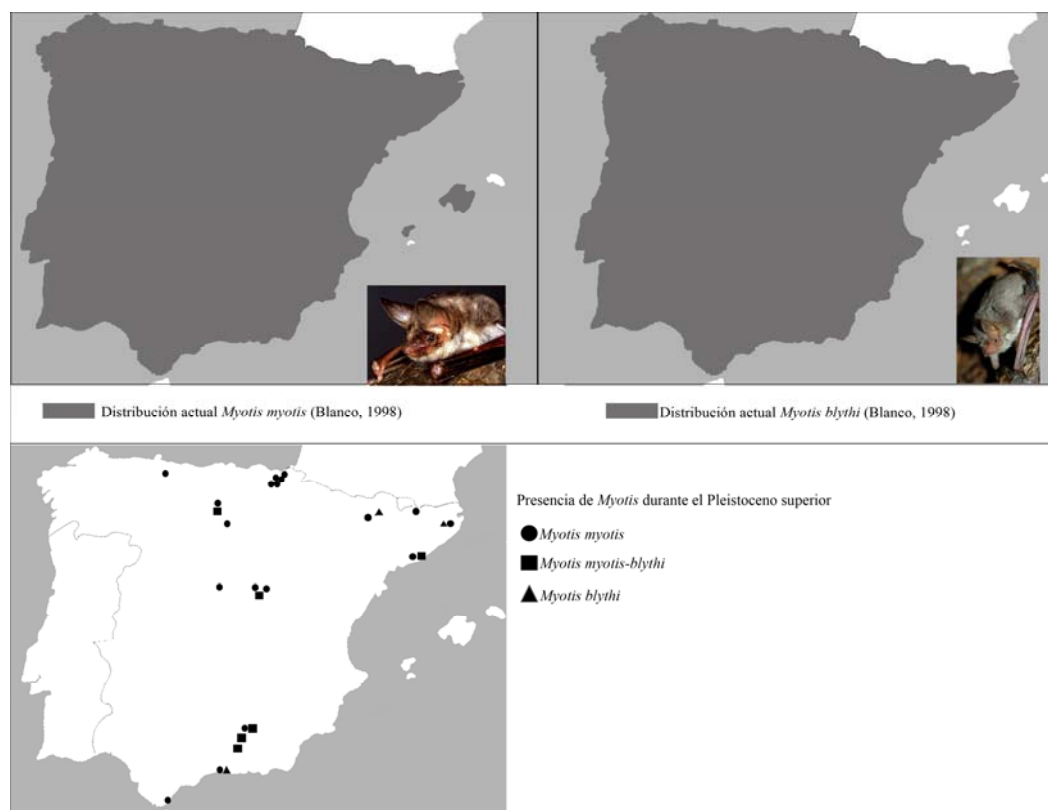 Distribución actual Myotis myotis (Blanco, 1998)
Distribución actual Myotis blythi (Blanco, 1998)
Presencia de Myotis durante el Pleistoceno superior
Myotis myotis
Myotis myotis-blythi
Myotis blythi